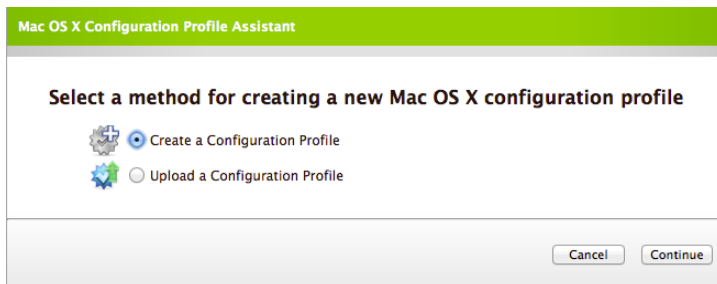 Mac OS X Configuration Profile Assistant
Select a method for creating a new Mac OS X configuration profile
Create a Configuration Profile
Upload a Configuration Profile
Cancel Continue